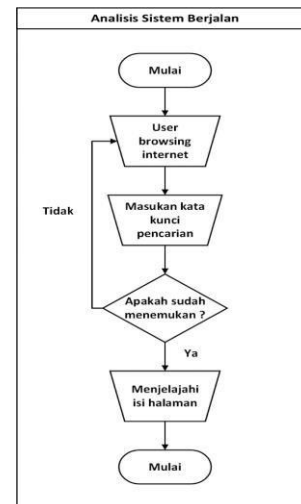 Analisis Sistem Berjalan
Mulai
User
browsing
internet
Masukan kata
kunci
pencarian
Tidak
Apakah sudah
menemukan ?
Ya
Menjelajahi
isi halaman
Mulai